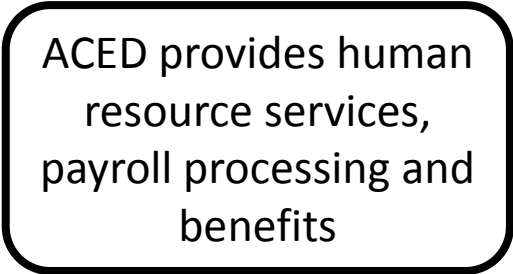 ACED provides human
resource services,
payroll processing and
benefits